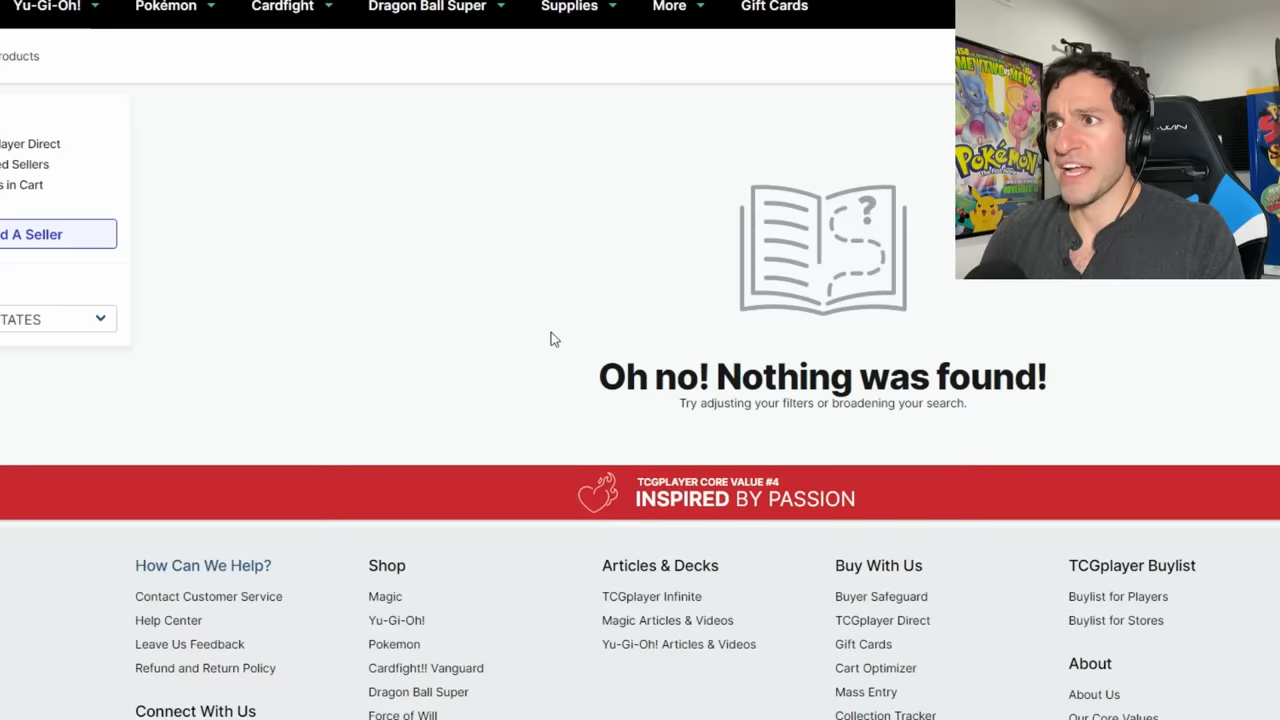 Yu-Gi-Oh!
Pokémon
Cardfight
Dragon Ball Super
Supplies
More
Gift Cards
roducts
layer Direct
ed Sellers
s in Cart
d A Seller
TATES
?
Oh no! Nothing was found!
Try adjusting your filters or broadening your search.
TCGPLAYER CORE VALUE #4
INSPIRED BY PASSION
How Can We Help?
Contact Customer Service
Help Center
Leave Us Feedback
Refund and Return Policy
Connect With Us
Shop
Magic
Yu-Gi-Oh!
Pokemon
Cardfight!! Vanguard
Dragon Ball Super
Force of Will
Articles & Decks
TCGplayer Infinite
Magic Articles & Videos
Yu-Gi-Oh! Articles & Videos
Buy With Us
Buyer Safeguard
TCGplayer Direct
Gift Cards
Cart Optimizer
Mass Entry
Collection Tracker
TCGplayer Buylist
Buylist for Players
Buylist for Stores
About
About Us
Our Core Values
POKéMON